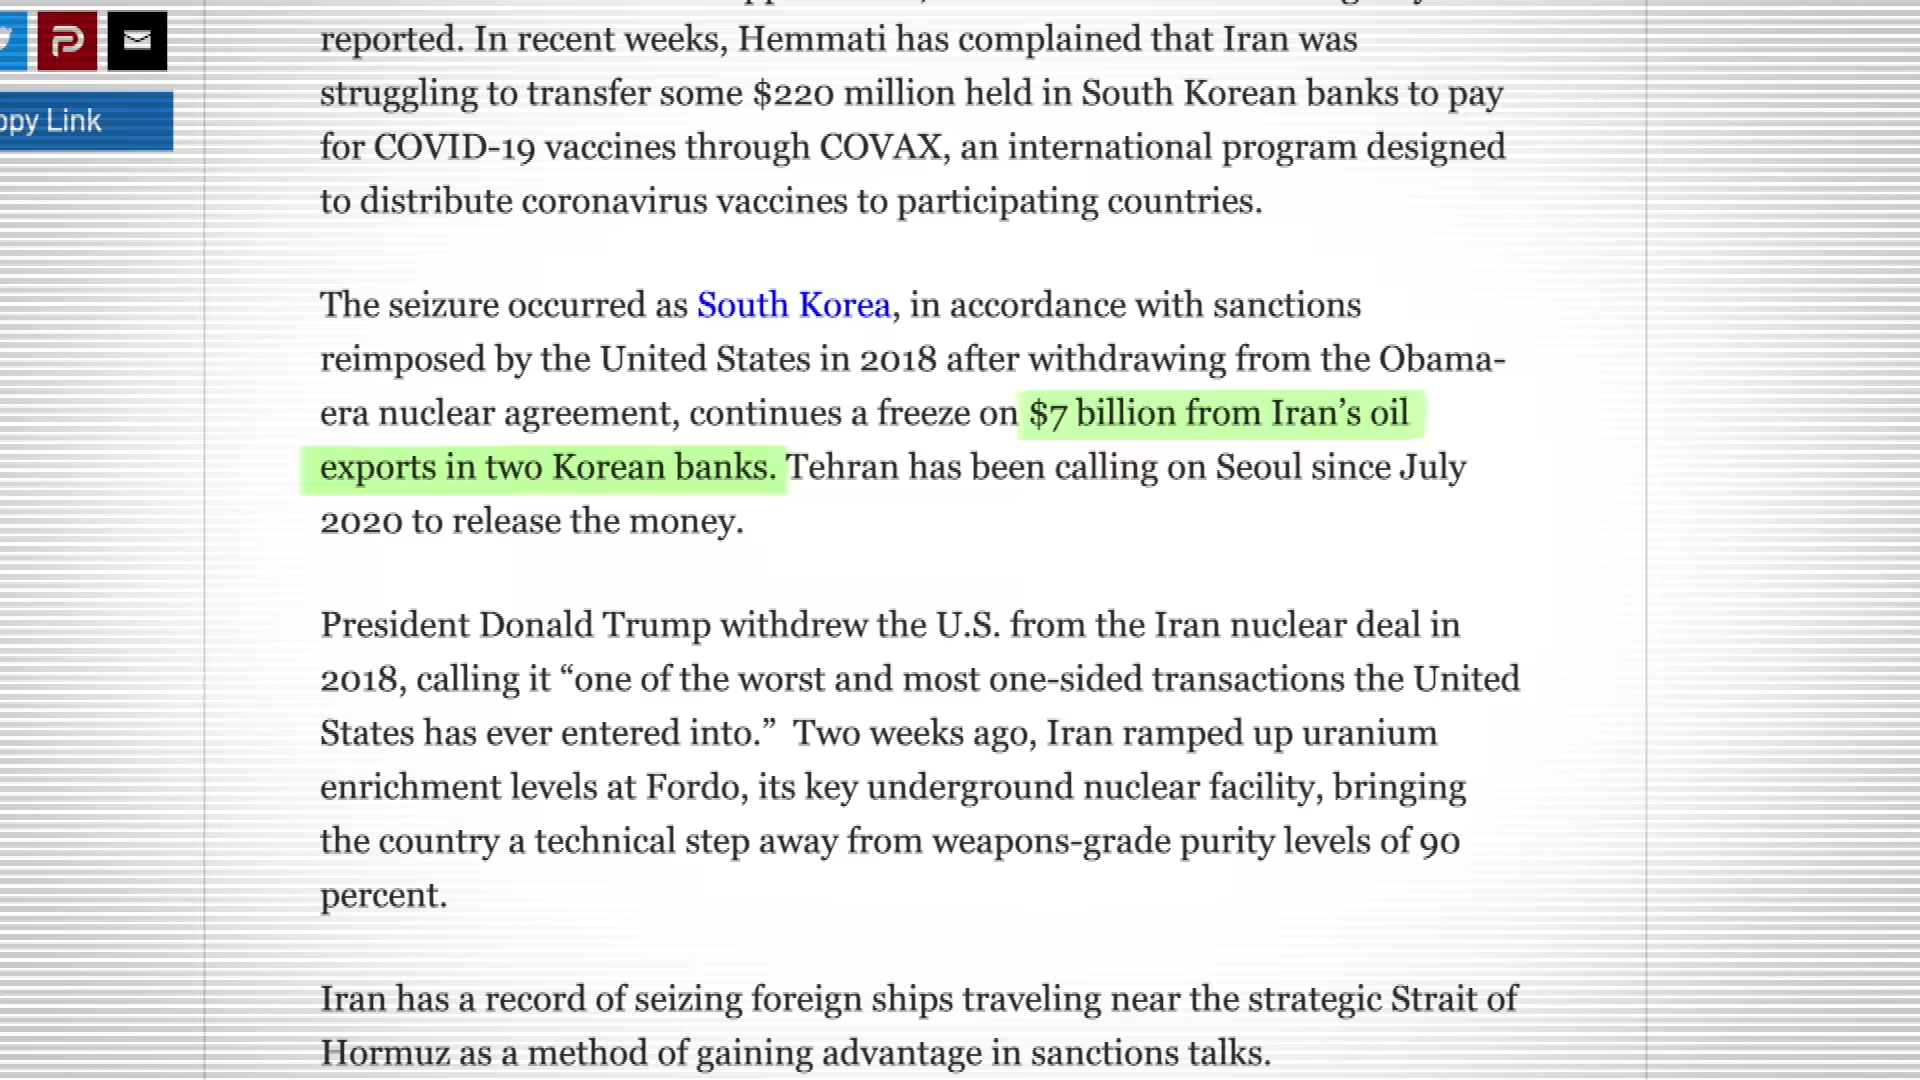 reported. In recent weeks, Hemmati has complained that Iran was
struggling to transfer some $220 million held in South Korean banks to pay
for COVID-19 vaccines through COVAX, an international program designed
to distribute coronavirus vaccines to participating countries.
Link
The seizure occurred as South Korea, in accordance with sanctions
reimposed by the United States in 2018 after withdrawing from the Obama-
era nuclear agreement, continues a freeze on $7 billion from Iran’s oil
exports in two Korean banks. Tehran has been calling on Seoul since July
2020 to release the money.
President Donald Trump withdrew the U.S. from the Iran nuclear deal in
2018, calling it “one of the worst and most one-sided transactions the United
States has ever entered into.”  Two weeks ago, Iran ramped up uranium
enrichment levels at Fordo, its key underground nuclear facility, bringing
the country a technical step away from weapons-grade purity levels of 90
percent.
Iran has a record of seizing foreign ships traveling near the strategic Strait of
Hormuz as a method of gaining advantage in sanctions talks.